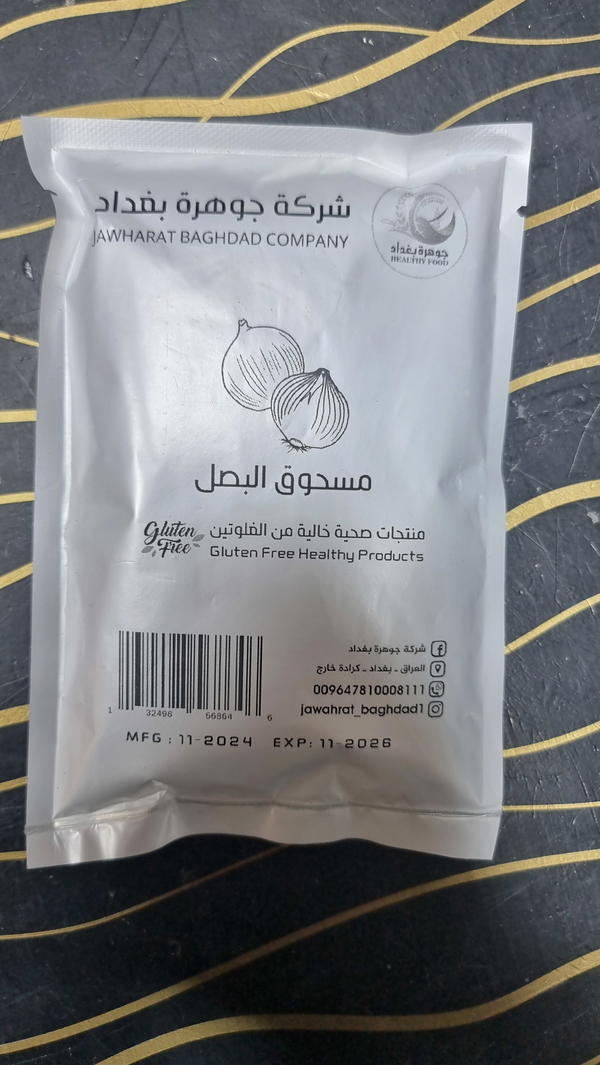 شركة جوهرة بغداد
JAWHARAT BAGHDAD COMPANY
جوهرة بغداد
HEALTHY FOOD
مسحوق البصل
Gluten Free
منتجات صحية خالية من الغلوتين
Gluten Free Healthy Products
شركة جوهرة بغداد
العراق - بغداد - كرادة خارج
009647810008111
jawahrat_baghdad1
1 32498 56864 6
MFG : 11-2024 EXP: 11-2026